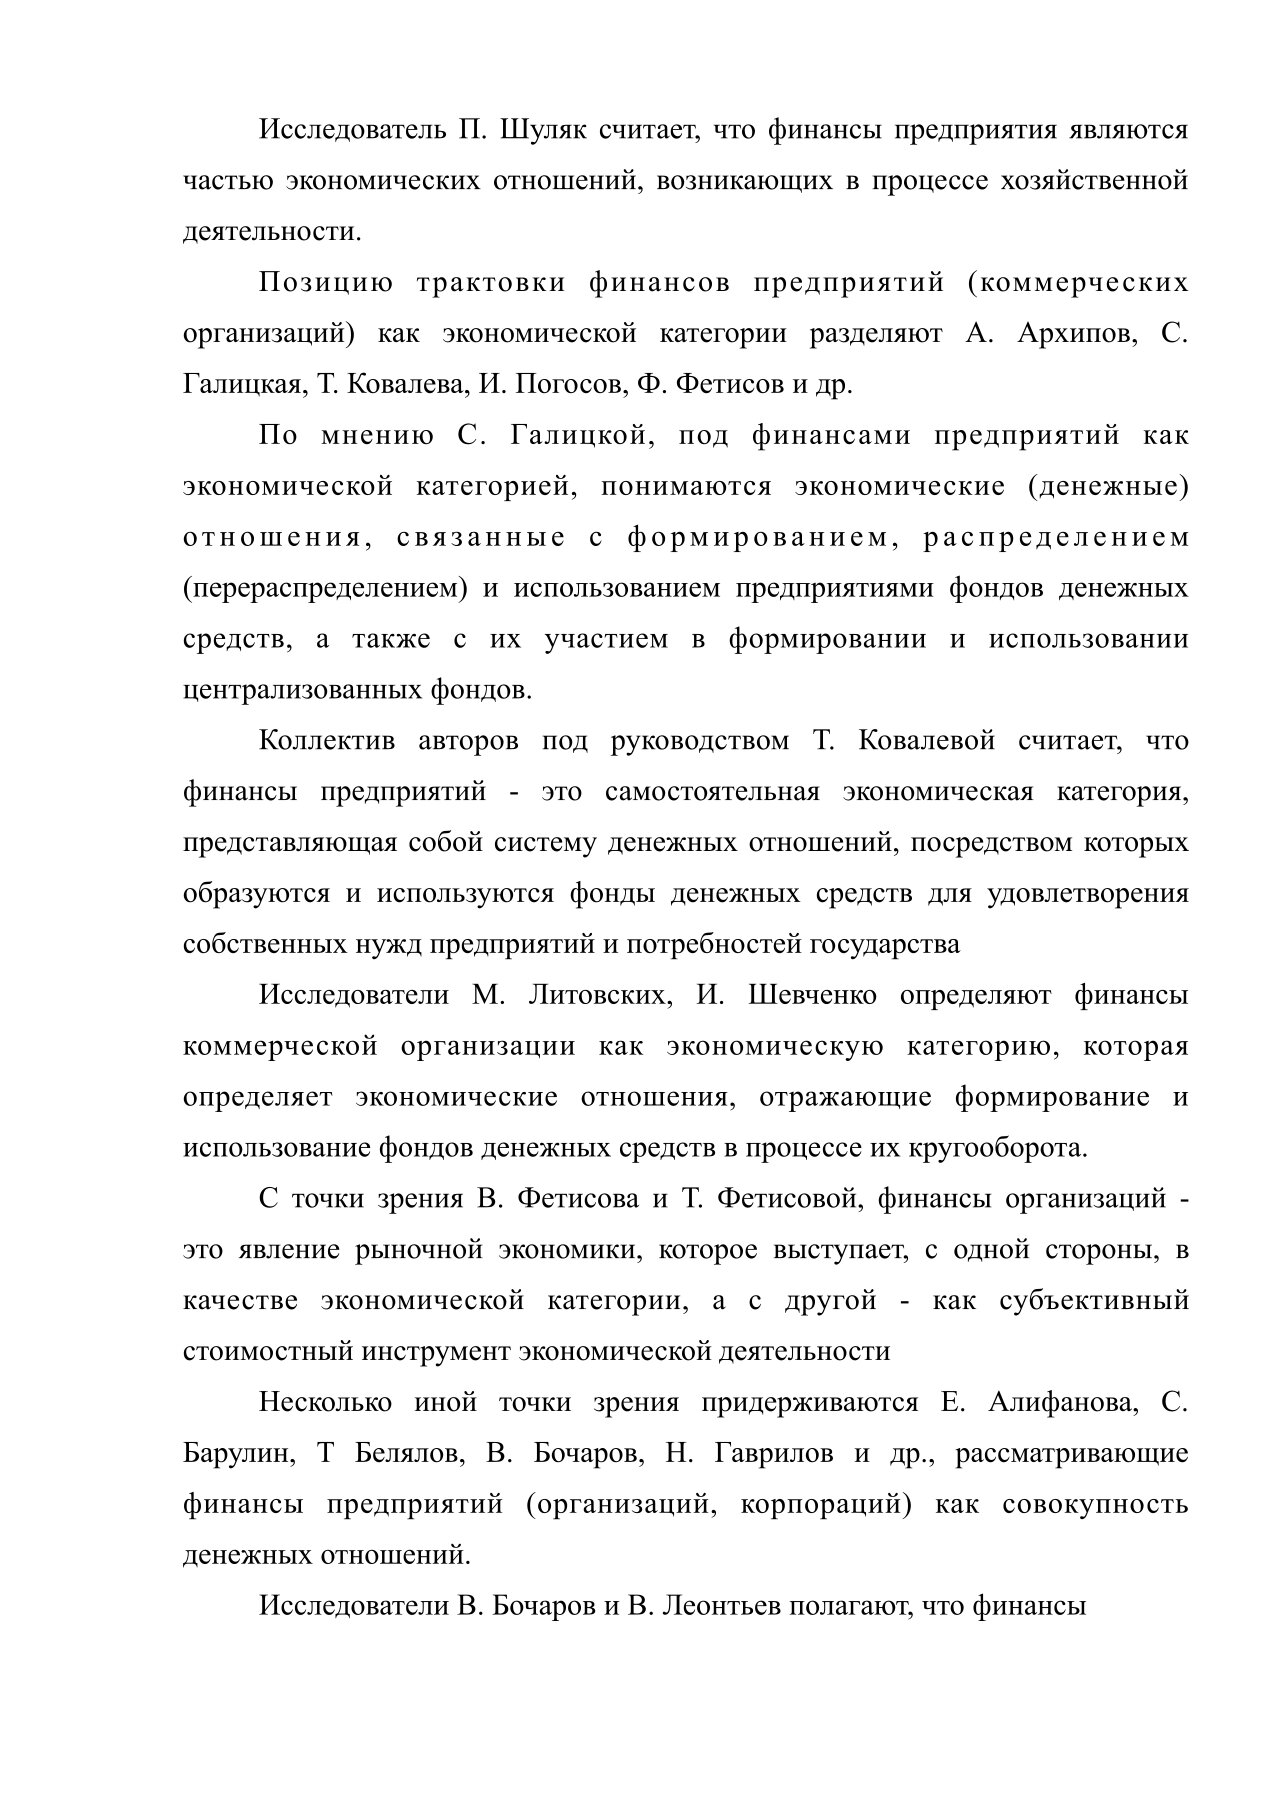 Исследователь П. Шуляк считает, что финансы предприятия являются
частью экономических отношений, возникающих в процессе хозяйственной
деятельности.
Позицию трактовки финансов предприятий (коммерческих
организаций) как экономической категории разделяют А. Архипов, С.
Галицкая, Т. Ковалева, И. Погосов, Ф. Фетисов и др.
По мнению С. Галицкой, под финансами предприятий как
экономической категорией, понимаются экономические (денежные)
отношения, связанные с формированием, распределением
(перераспределением) и использованием предприятиями фондов денежных
средств, а также с их участием в формировании и использовании
централизованных фондов.
Коллектив авторов под руководством Т. Ковалевой считает, что
финансы предприятий - это самостоятельная экономическая категория,
представляющая собой систему денежных отношений, посредством которых
образуются и используются фонды денежных средств для удовлетворения
собственных нужд предприятий и потребностей государства
Исследователи М. Литовских, И. Шевченко определяют финансы
коммерческой организации как экономическую категорию, которая
определяет экономические отношения, отражающие формирование и
использование фондов денежных средств в процессе их кругооборота.
С точки зрения В. Фетисова и Т. Фетисовой, финансы организаций -
это явление рыночной экономики, которое выступает, с одной стороны, в
качестве экономической категории, а с другой - как субъективный
стоимостный инструмент экономической деятельности
Несколько иной точки зрения придерживаются Е. Алифанова, С.
Барулин, Т Белялов, В. Бочаров, Н. Гаврилов и др., рассматривающие
финансы предприятий (организаций, корпораций) как совокупность
денежных отношений.
Исследователи В. Бочаров и В. Леонтьев полагают, что финансы